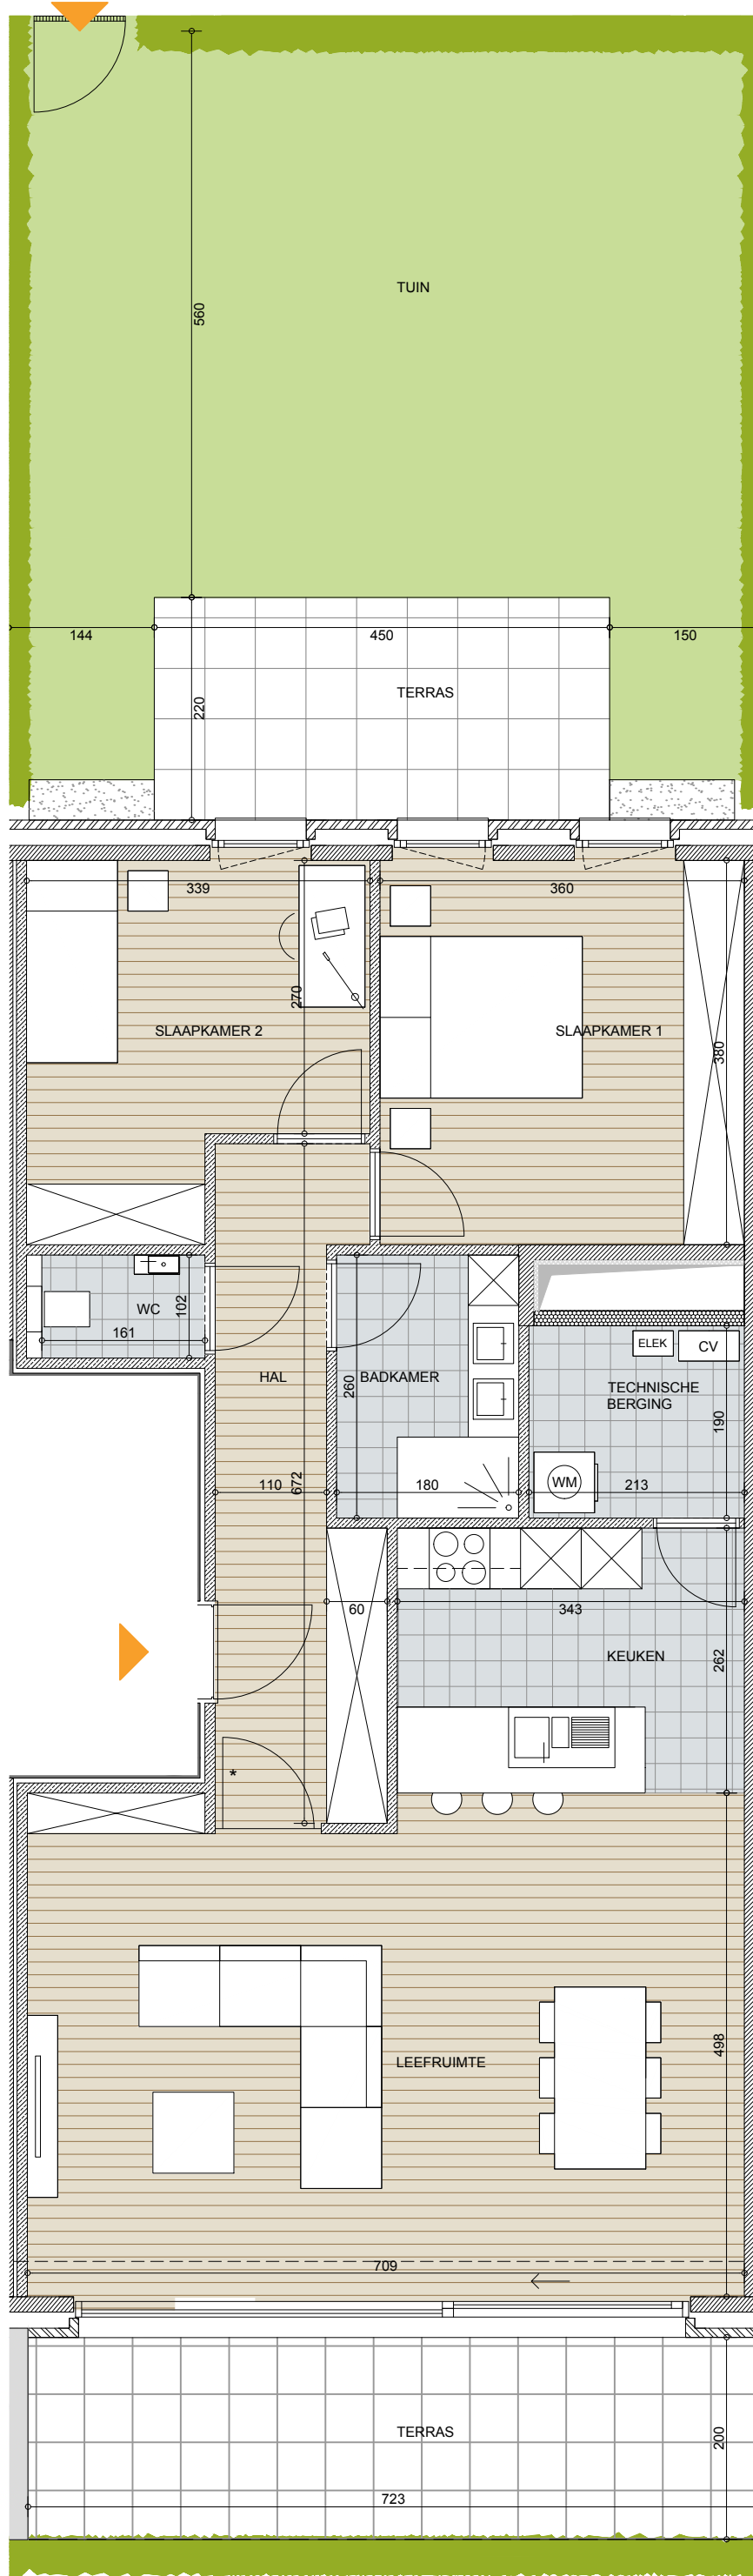 TUIN
560
144
450
150
TERRAS
220
339
360
270
SLAAPKAMER 2
SLAAPKAMER 1
380
WC
102
161
ELEK
CV
HAL
BADKAMER
TECHNISCHE
BERGING
260
190
110
672
180
WM
213
60
343
KEUKEN
262
*
LEEFRUIMTE
498
709
TERRAS
200
723